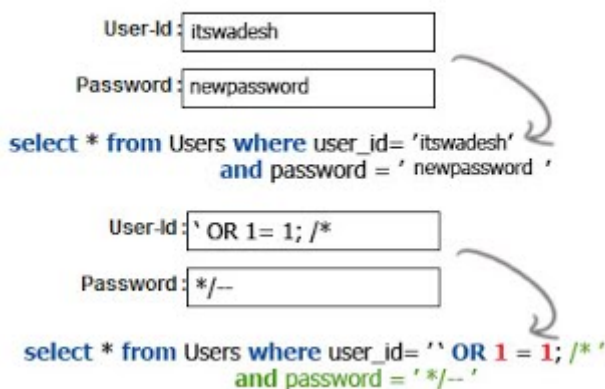 User-Id : itswadesh
Password : newpassword
select * from Users where user_id= 'itswadesh'
and password = ' newpassword '
User-Id : ` OR 1= 1; /*
Password : */--
select * from Users where user_id= '` OR 1 = 1; /* '
and password = ' */-- '